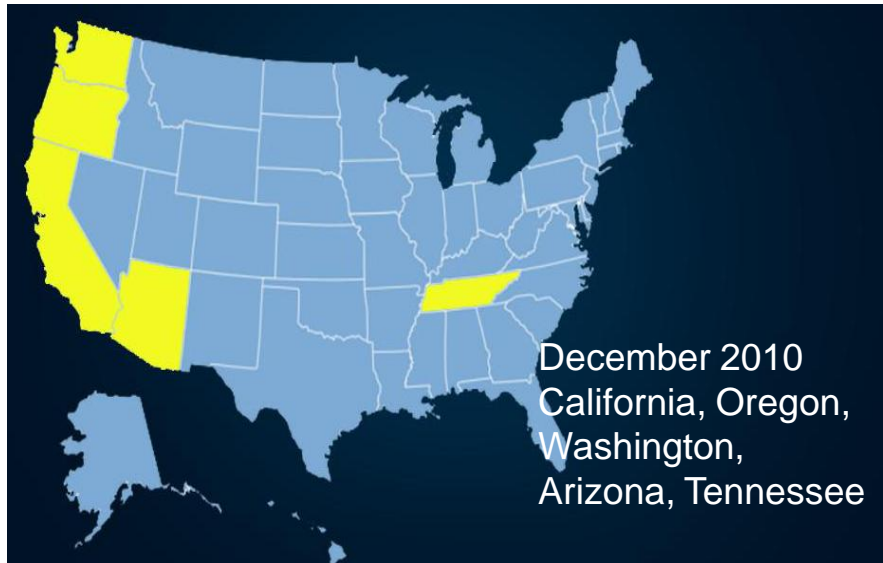 December 2010
California, Oregon,
Washington,
Arizona, Tennessee